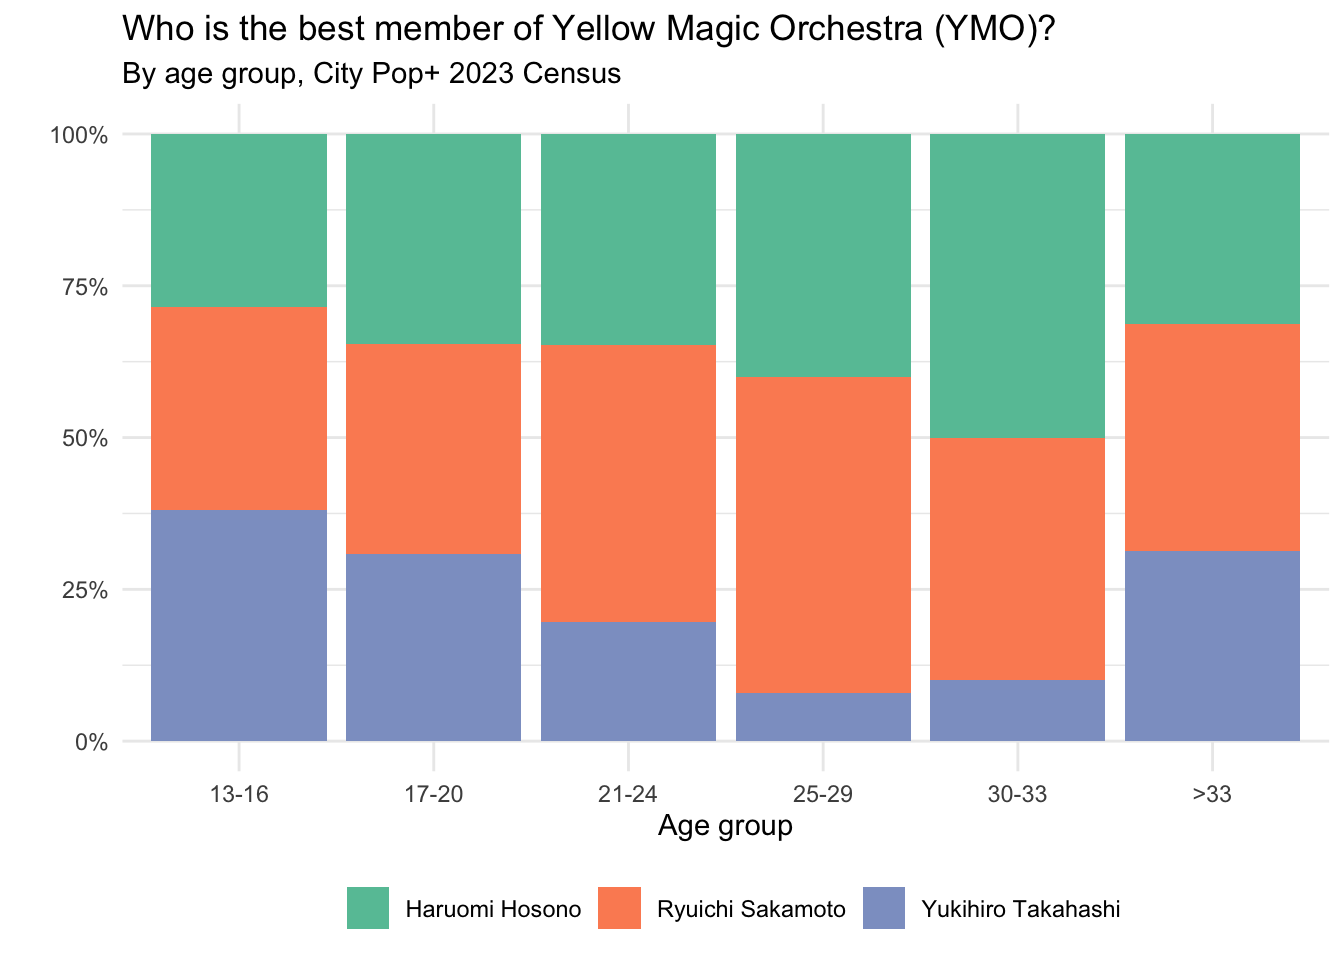 Who is the best member of Yellow Magic Orchestra (YMO)?
By age group, City Pop+ 2023 Census
100%
75%
50%
25%
0%
13-16 17-20 21-24 25-29 30-33 >33
Age group
Haruomi Hosono Ryuichi Sakamoto Yukihiro Takahashi